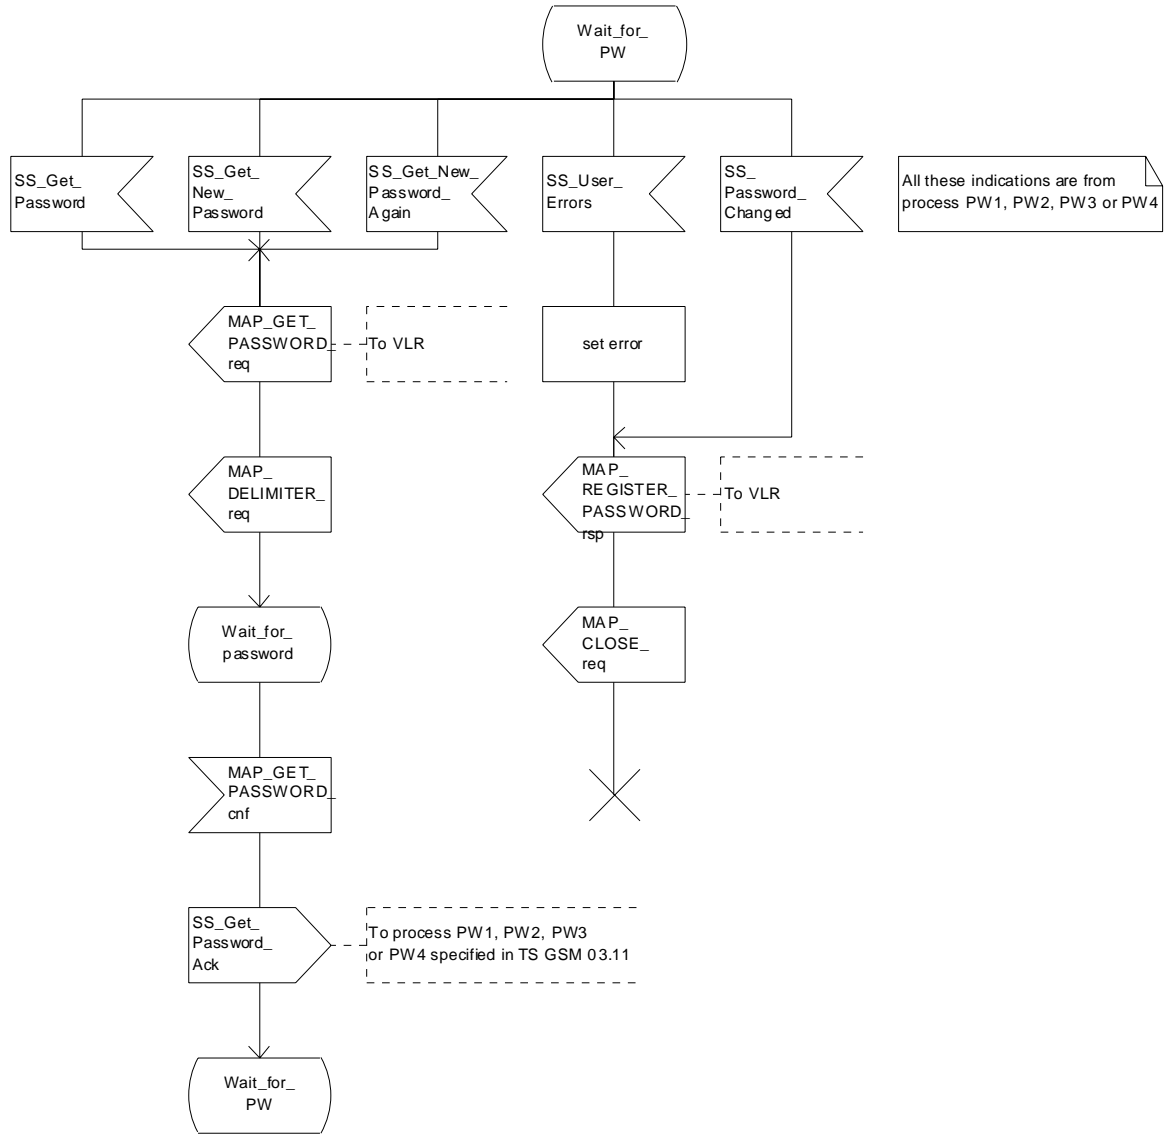 Wait_for_
PW
SS_Get_
Password
SS_Get_
New_
Password
SS_Get_New_
Password_
Again
SS_User_
Errors
SS_
Password_
Changed
All these indications are from
process PW1, PW2, PW3 or PW4
MAP_GET_
PASSWORD_
req
To VLR
set error
MAP_
DELIMITER_
req
MAP_
REGISTER_
PASSWORD_
rsp
To VLR
Wait_for_
password
MAP_
CLOSE_
req
MAP_GET_
PASSWORD_
cnf
SS_Get_
Password_
Ack
To process PW1, PW2, PW3
or PW4 specified in TS GSM 03.11
Wait_for_
PW